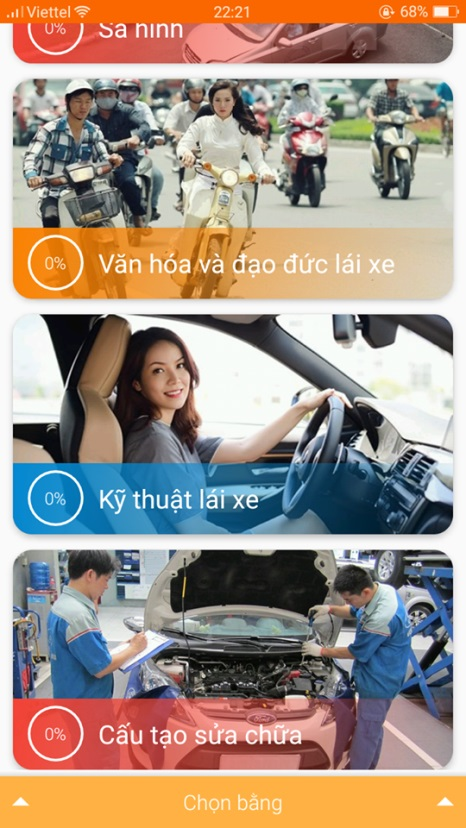 Viettel 22:21 68%
0% Sa hình
0% Văn hóa và đạo đức lái xe
0% Kỹ thuật lái xe
0% Cấu tạo sửa chữa
Chọn bằng